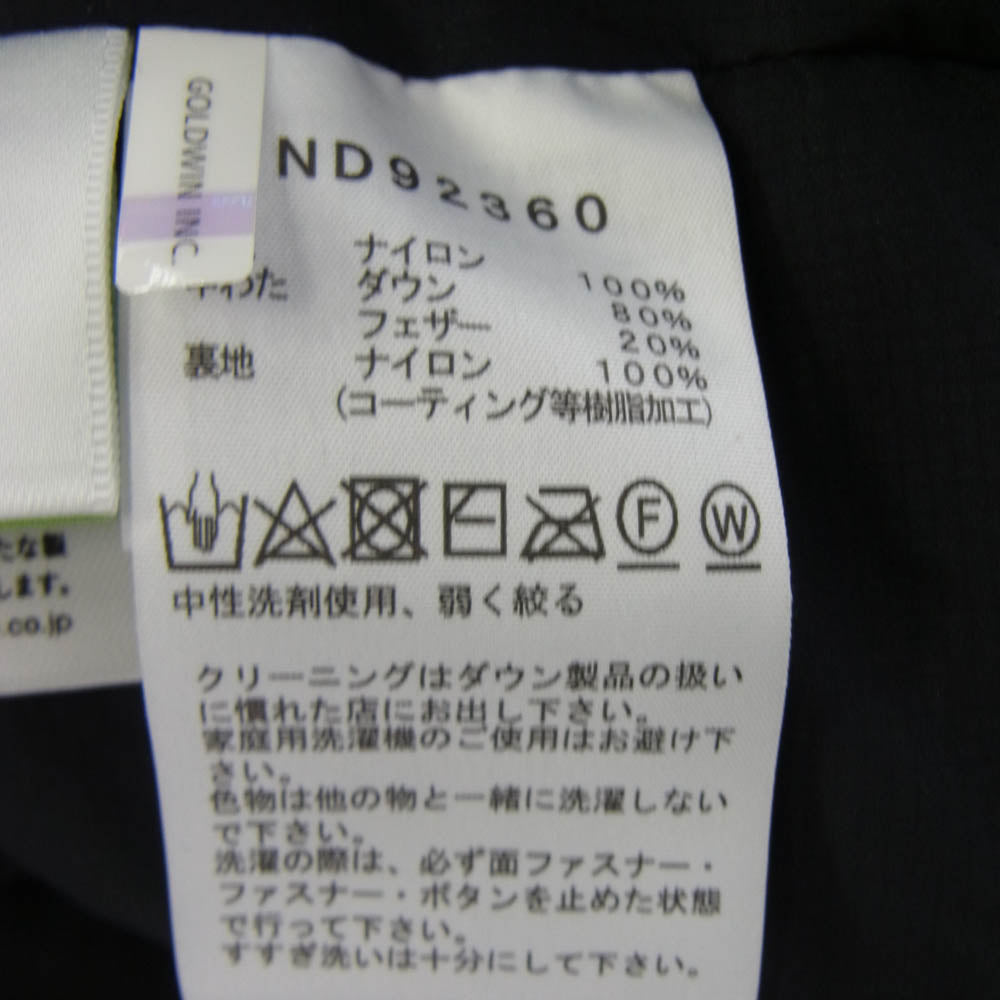 GOLDWIN INC.
ND92360
ナイロン 100%
中わた ダウン 80%
フェザー 20%
裏地 ナイロン 100%
(コーティング等樹脂加工)
F W
中性洗剤使用、弱く絞る
クリーニングはダウン製品の扱い
に慣れた店にお出し下さい。
家庭用洗濯機のご使用はお避け下
さい。
色物は他の物と一緒に洗濯しない
で下さい。
洗濯の際は、必ず面ファスナー・
ファスナー・ボタンを止めた状態
で行って下さい。
すすぎ洗いは十分にして下さい。
たな
します。
.co.jp